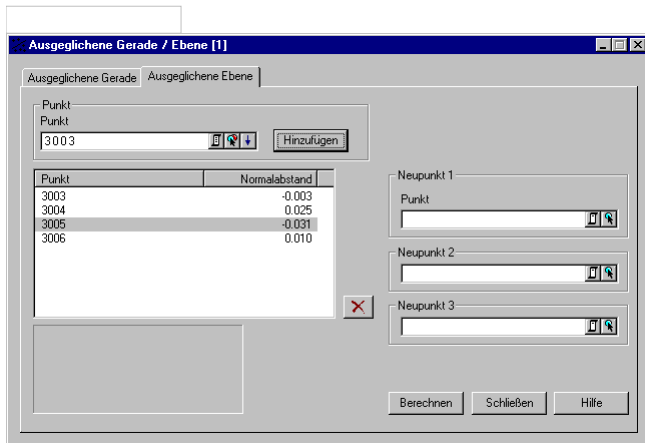 Ausgeglichene Gerade / Ebene [1]
Ausgeglichene Gerade Ausgeglichene Ebene
Punkt
Punkt
3003
Hinzufügen
Punkt Normalabstand
3003 -0.003
3004 0.025
3005 -0.031
3006 0.010
Neupunkt 1
Punkt
Neupunkt 2
Neupunkt 3
Berechnen Schließen Hilfe